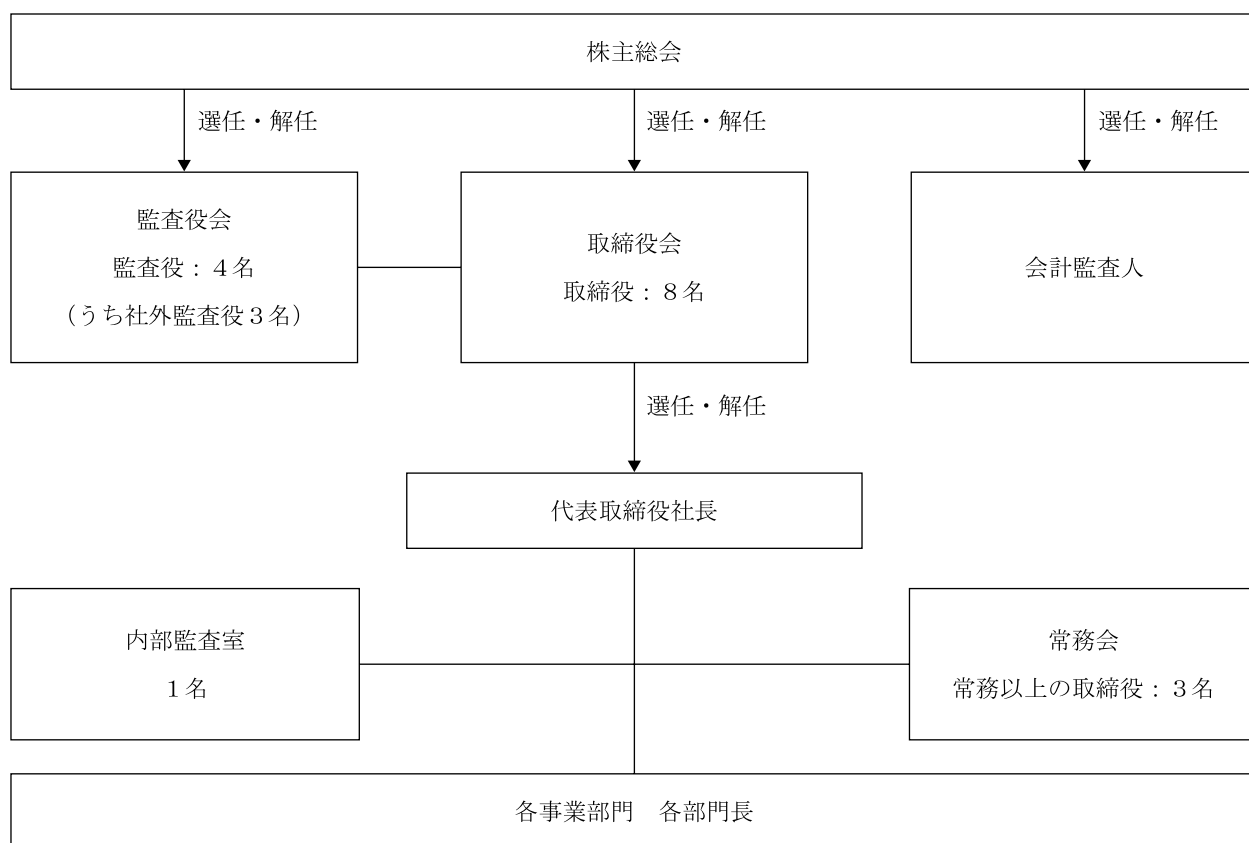 株主総会
選任・解任
選任・解任
選任・解任
監査役会
監査役：４名
（うち社外監査役３名）
取締役会
取締役：８名
会計監査人
選任・解任
代表取締役社長
内部監査室
１名
常務会
常務以上の取締役：３名
各事業部門　各部門長